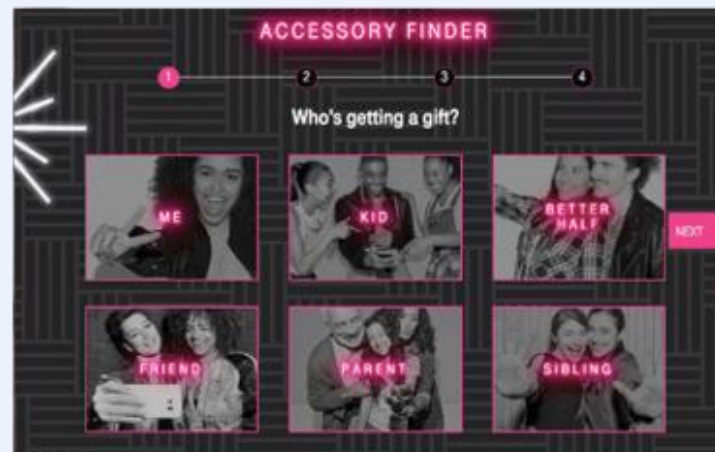 ACCESSORY FINDER
1 2 3 4
Who's getting a gift?
ME KID BETTER
HALF
NEXT
FRIEND PARENT SIBLING